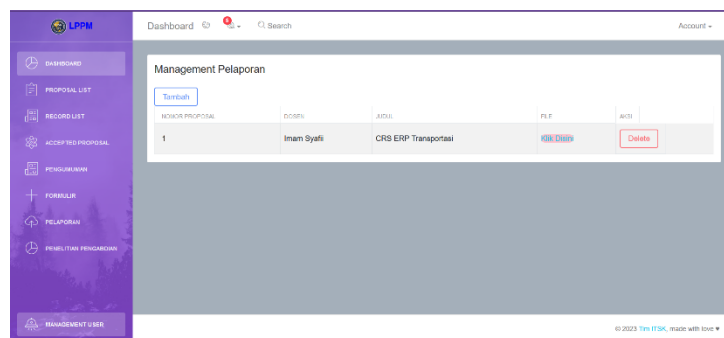 LPPM
Dashboard
Search
Account
DASHBOARD
PROPOSAL LIST
RECORD LIST
ACCEPTED PROPOSAL
PENGUMUMAN
FORMULIR
PELAPORAN
PENELITIAN PENGABDIAN
MANAGEMENT USER
Management Pelaporan
Tambah
NOMOR PROPOSAL DOSEN JUDUL FILE AKSI
1 Imam Syafii CRS ERP Transportasi Klik Disini Delete
© 2023 Tim ITSK, made with love ♥